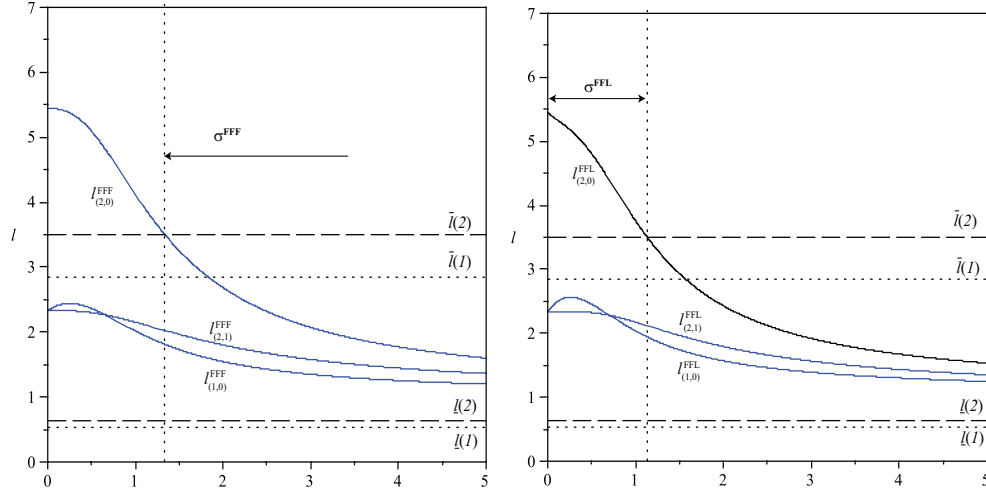 7
6
5
4
3
2
1
0
l
σ^FFF
l^FFF_(2,0)
l̄(2)
l̄(1)
l^FFF_(2,1)
l^FFF_(1,0)
l̲(2)
l̲(1)
0 1 2 3 4 5
7
6
5
4
3
2
1
0
l
σ^FFL
l^FFL_(2,0)
l̄(2)
l̄(1)
l^FFL_(2,1)
l^FFL_(1,0)
l̲(2)
l̲(1)
0 1 2 3 4 5